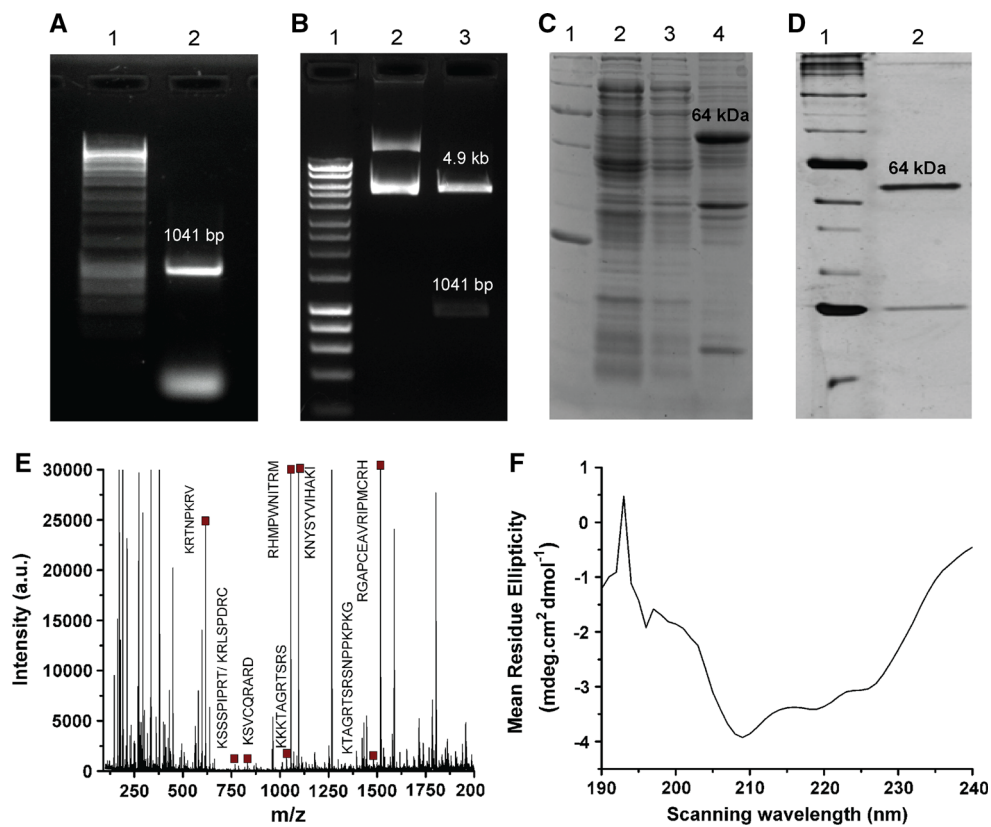 A
1 2
1041 bp
B
1 2 3
4.9 kb
1041 bp
C
1 2 3 4
64 kDa
D
1 2
64 kDa
E
Intensity (a.u.)
30000
25000
20000
15000
10000
5000
0
KRTNPKRV
KSSSPIPRT/ KRLSPDRC
KSVCQRARD
KKKTAGRTSRS
RHMPWNITRM
KNYSYVIHAKI
KTAGRTSRSNPPKPKG
RGAPCEAVRIPMCRH
250 500 750 1000 1250 1500 1750 200
m/z
F
Mean Residue Ellipticity
(mdeg.cm² dmol⁻¹)
1
0
-1
-2
-3
-4
190 200 210 220 230 240
Scanning wavelength (nm)